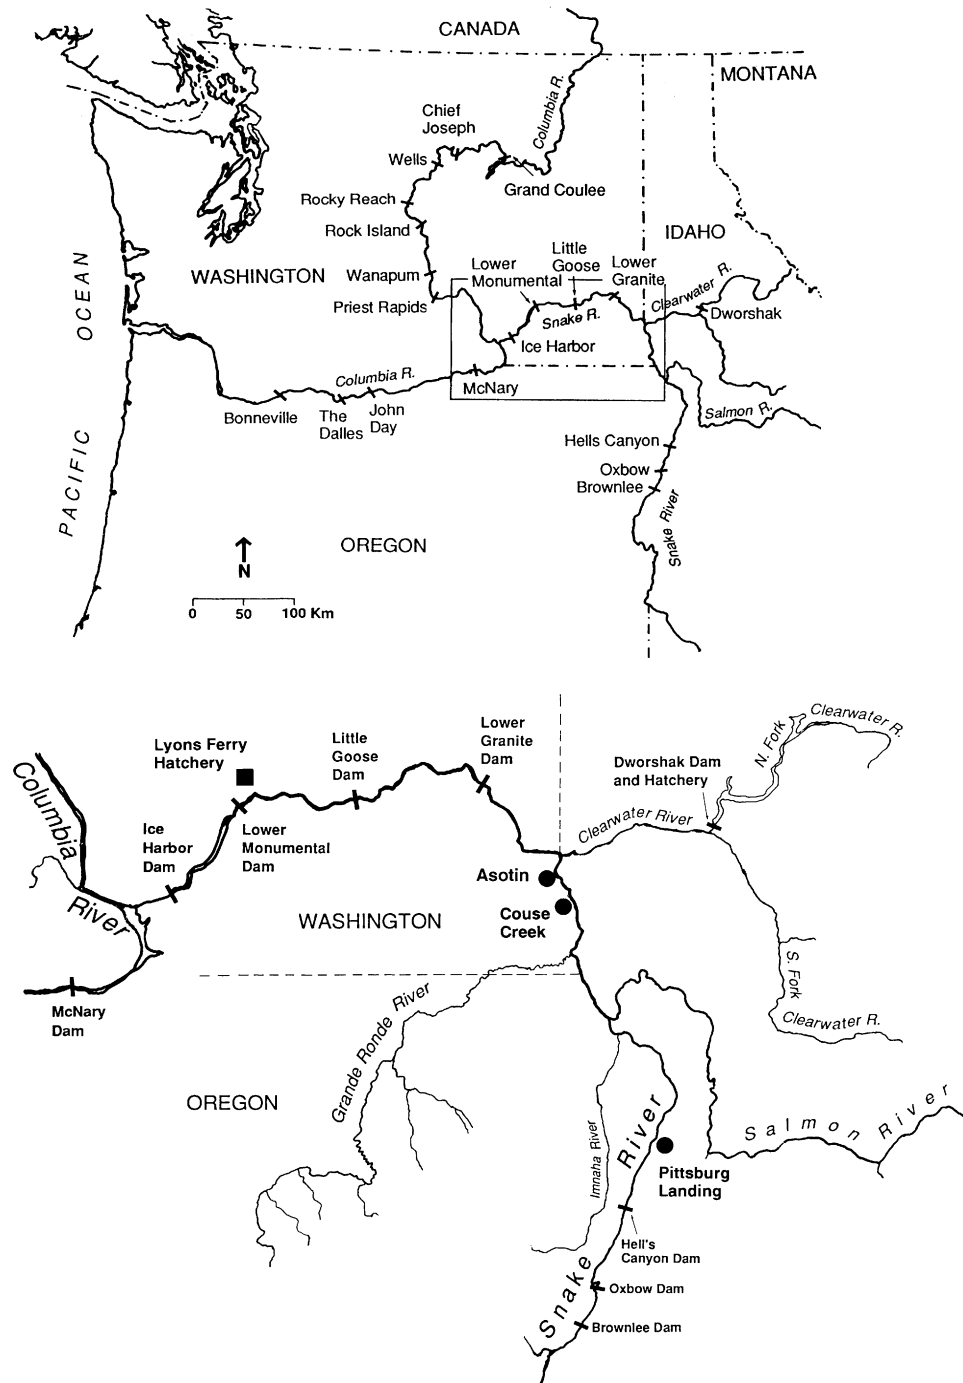 CANADA
MONTANA
Columbia R.
Chief
Joseph
Wells
Grand Coulee
Rocky Reach
Rock Island
IDAHO
WASHINGTON
Wanapum
Priest Rapids
Lower
Monumental
Little
Goose
Lower
Granite
Clearwater R.
Dworshak
Snake R.
Ice Harbor
PACIFIC OCEAN
Columbia R.
McNary
Bonneville
The
Dalles
John
Day
Salmon R.
Hells Canyon
Oxbow
Brownlee
Snake River
OREGON
N
0 50 100 Km
Lyons Ferry
Hatchery
Little
Goose
Dam
Lower
Granite
Dam
N. Fork
Clearwater R.
Dworshak Dam
and Hatchery
Columbia
River
Ice
Harbor
Dam
Lower
Monumental
Dam
Clearwater River
Asotin
Couse
Creek
WASHINGTON
S. Fork
Clearwater R.
McNary
Dam
Grande Ronde River
OREGON
Imnaha River
Snake River
Salmon River
Pittsburg
Landing
Hell's
Canyon Dam
Oxbow Dam
Brownlee Dam